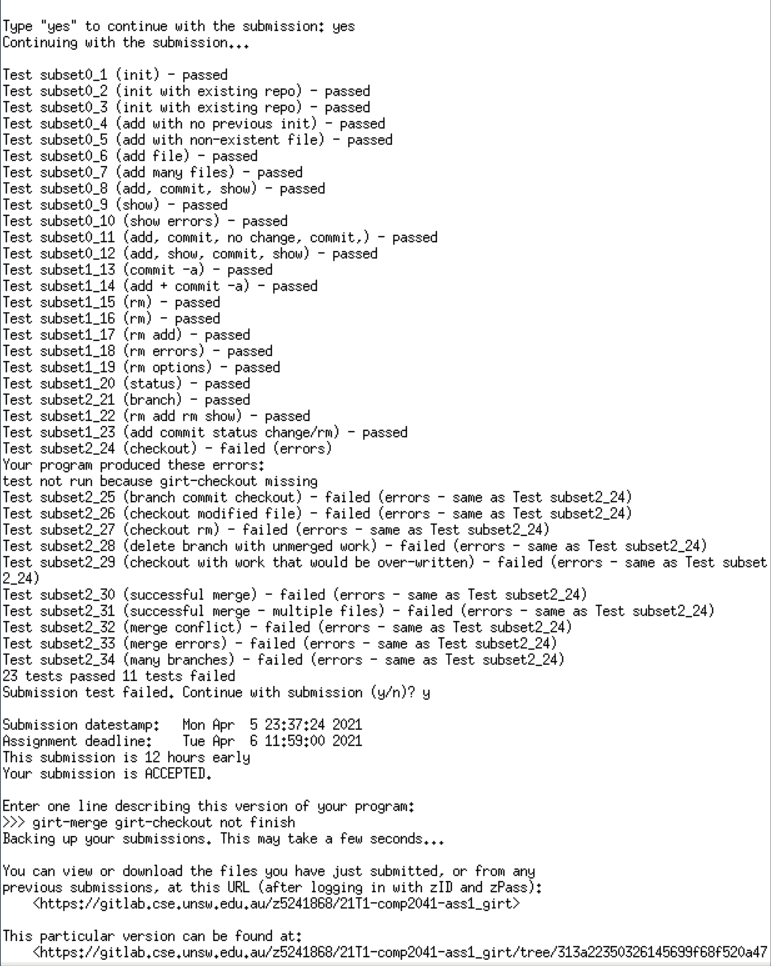 Type "yes" to continue with the submission: yes
Continuing with the submission...
Test subset0_1 (init) - passed
Test subset0_2 (init with existing repo) - passed
Test subset0_3 (init with existing repo) - passed
Test subset0_4 (add with no previous init) - passed
Test subset0_5 (add with non-existent file) - passed
Test subset0_6 (add file) - passed
Test subset0_7 (add many files) - passed
Test subset0_8 (add, commit, show) - passed
Test subset0_9 (show) - passed
Test subset0_10 (show errors) - passed
Test subset0_11 (add, commit, no change, commit,) - passed
Test subset0_12 (add, show, commit, show) - passed
Test subset1_13 (commit -a) - passed
Test subset1_14 (add + commit -a) - passed
Test subset1_15 (rm) - passed
Test subset1_16 (rm) - passed
Test subset1_17 (rm add) - passed
Test subset1_18 (rm errors) - passed
Test subset1_19 (rm options) - passed
Test subset1_20 (status) - passed
Test subset2_21 (branch) - passed
Test subset1_22 (rm add rm show) - passed
Test subset1_23 (add commit status change/rm) - passed
Test subset2_24 (checkout) - failed (errors)
Your program produced these errors:
test not run because girt-checkout missing
Test subset2_25 (branch commit checkout) - failed (errors - same as Test subset2_24)
Test subset2_26 (checkout modified file) - failed (errors - same as Test subset2_24)
Test subset2_27 (checkout rm) - failed (errors - same as Test subset2_24)
Test subset2_28 (delete branch with unmerged work) - failed (errors - same as Test subset2_24)
Test subset2_29 (checkout with work that would be over-written) - failed (errors - same as Test subset
2_24)
Test subset2_30 (successful merge) - failed (errors - same as Test subset2_24)
Test subset2_31 (successful merge - multiple files) - failed (errors - same as Test subset2_24)
Test subset2_32 (merge conflict) - failed (errors - same as Test subset2_24)
Test subset2_33 (merge errors) - failed (errors - same as Test subset2_24)
Test subset2_34 (many branches) - failed (errors - same as Test subset2_24)
23 tests passed 11 tests failed
Submission test failed. Continue with submission (y/n)? y
Submission datestamp:   Mon Apr  5 23:37:24 2021
Assignment deadline:    Tue Apr  6 11:59:00 2021
This submission is 12 hours early
Your submission is ACCEPTED.
Enter one line describing this version of your program:
>>> girt-merge girt-checkout not finish
Backing up your submissions. This may take a few seconds...
You can view or download the files you have just submitted, or from any
previous submissions, at this URL (after logging in with zID and zPass):
<https://gitlab.cse.unsw.edu.au/z5241868/21T1-comp2041-ass1_girt>
This particular version can be found at:
<https://gitlab.cse.unsw.edu.au/z5241868/21T1-comp2041-ass1_girt/tree/313a22350326145699f68f520a47